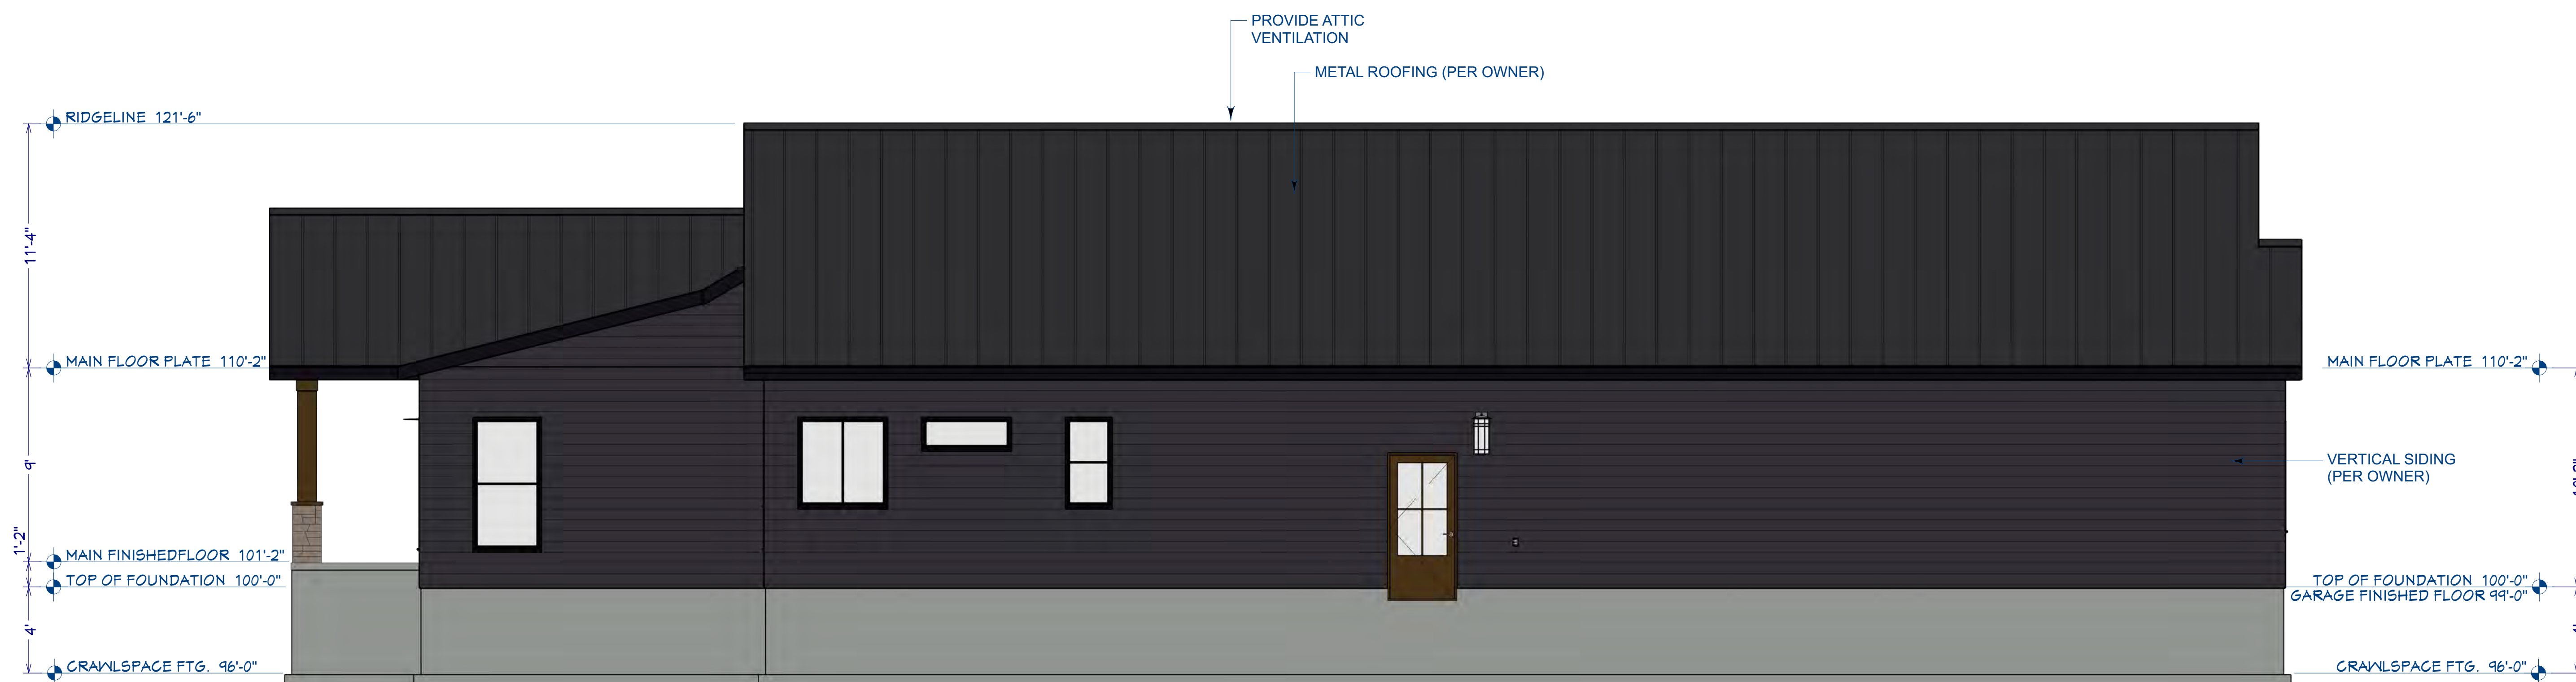 PROVIDE ATTIC
VENTILATION
METAL ROOFING (PER OWNER)
RIDGELINE 121'-6"
11'-4"
MAIN FLOOR PLATE 110'-2"
MAIN FLOOR PLATE 110'-2"
9'
VERTICAL SIDING
(PER OWNER)
1'-2"
MAIN FINISHEDFLOOR 101'-2"
TOP OF FOUNDATION 100'-0"
TOP OF FOUNDATION 100'-0"
GARAGE FINISHED FLOOR 99'-0"
4'
CRAWLSPACE FTG. 96'-0"
CRAWLSPACE FTG. 96'-0"